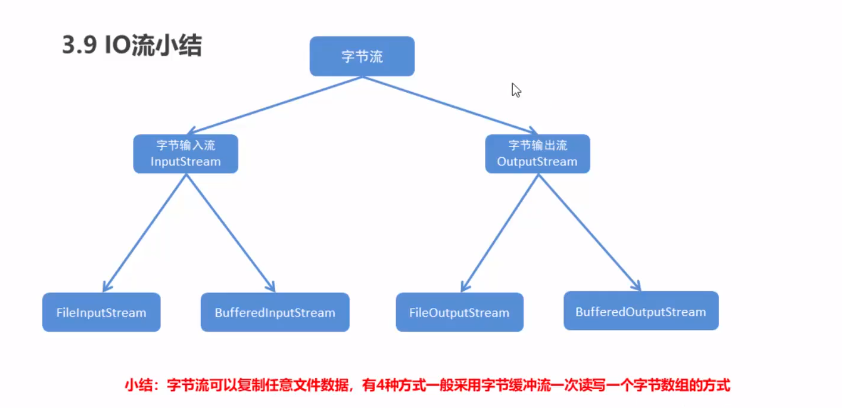 3.9 IO流小结
字节流
字节输入流
InputStream
字节输出流
OutputStream
FileInputStream
BufferedInputStream
FileOutputStream
BufferedOutputStream
小结：字节流可以复制任意文件数据，有4种方式一般采用字节缓冲流一次读写一个字节数组的方式